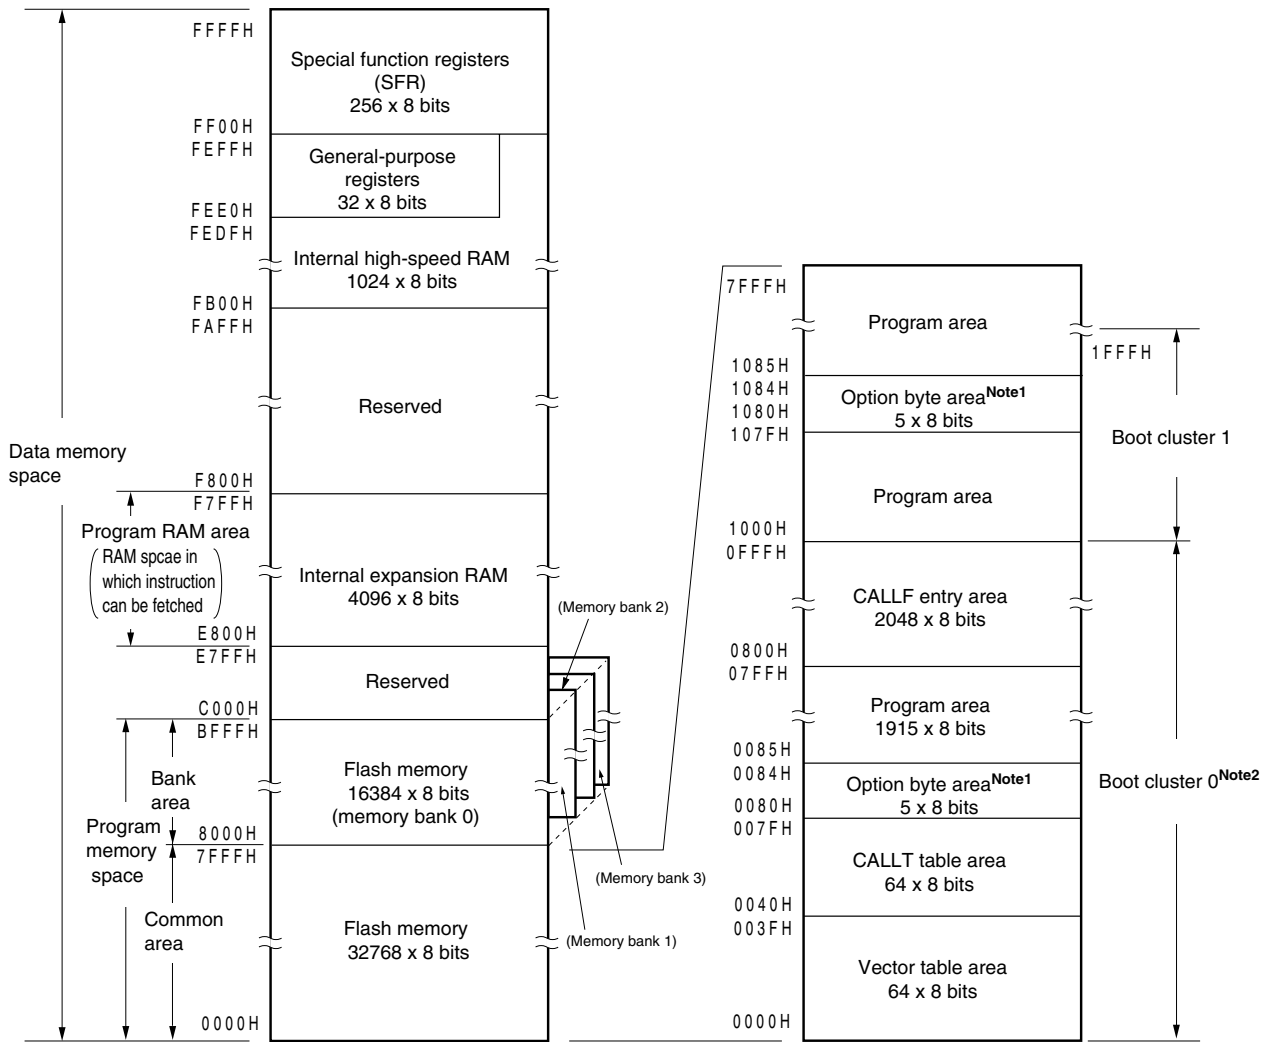 FFFFH
Special function registers
(SFR)
256 x 8 bits
FF00H
FEFFH
General-purpose
registers
32 x 8 bits
FEE0H
FEDFH
Internal high-speed RAM
1024 x 8 bits
FB00H
FAFFH
Reserved
Data memory
space
F800H
F7FFH
Program RAM area
RAM spcae in
which instruction
can be fetched
Internal expansion RAM
4096 x 8 bits
(Memory bank 2)
E800H
E7FFH
Reserved
C000H
BFFFH
Bank
area
Flash memory
16384 x 8 bits
(memory bank 0)
Program
memory
space
8000H
7FFFH
(Memory bank 3)
Common
area
Flash memory
32768 x 8 bits
(Memory bank 1)
0000H
7FFFH
Program area
1FFFH
1085H
1084H
Option byte areaNote1
5 x 8 bits
1080H
107FH
Boot cluster 1
Program area
1000H
0FFFH
CALLF entry area
2048 x 8 bits
0800H
07FFH
Program area
1915 x 8 bits
0085H
0084H
Option byte areaNote1
5 x 8 bits
Boot cluster 0Note2
0080H
007FH
CALLT table area
64 x 8 bits
0040H
003FH
Vector table area
64 x 8 bits
0000H